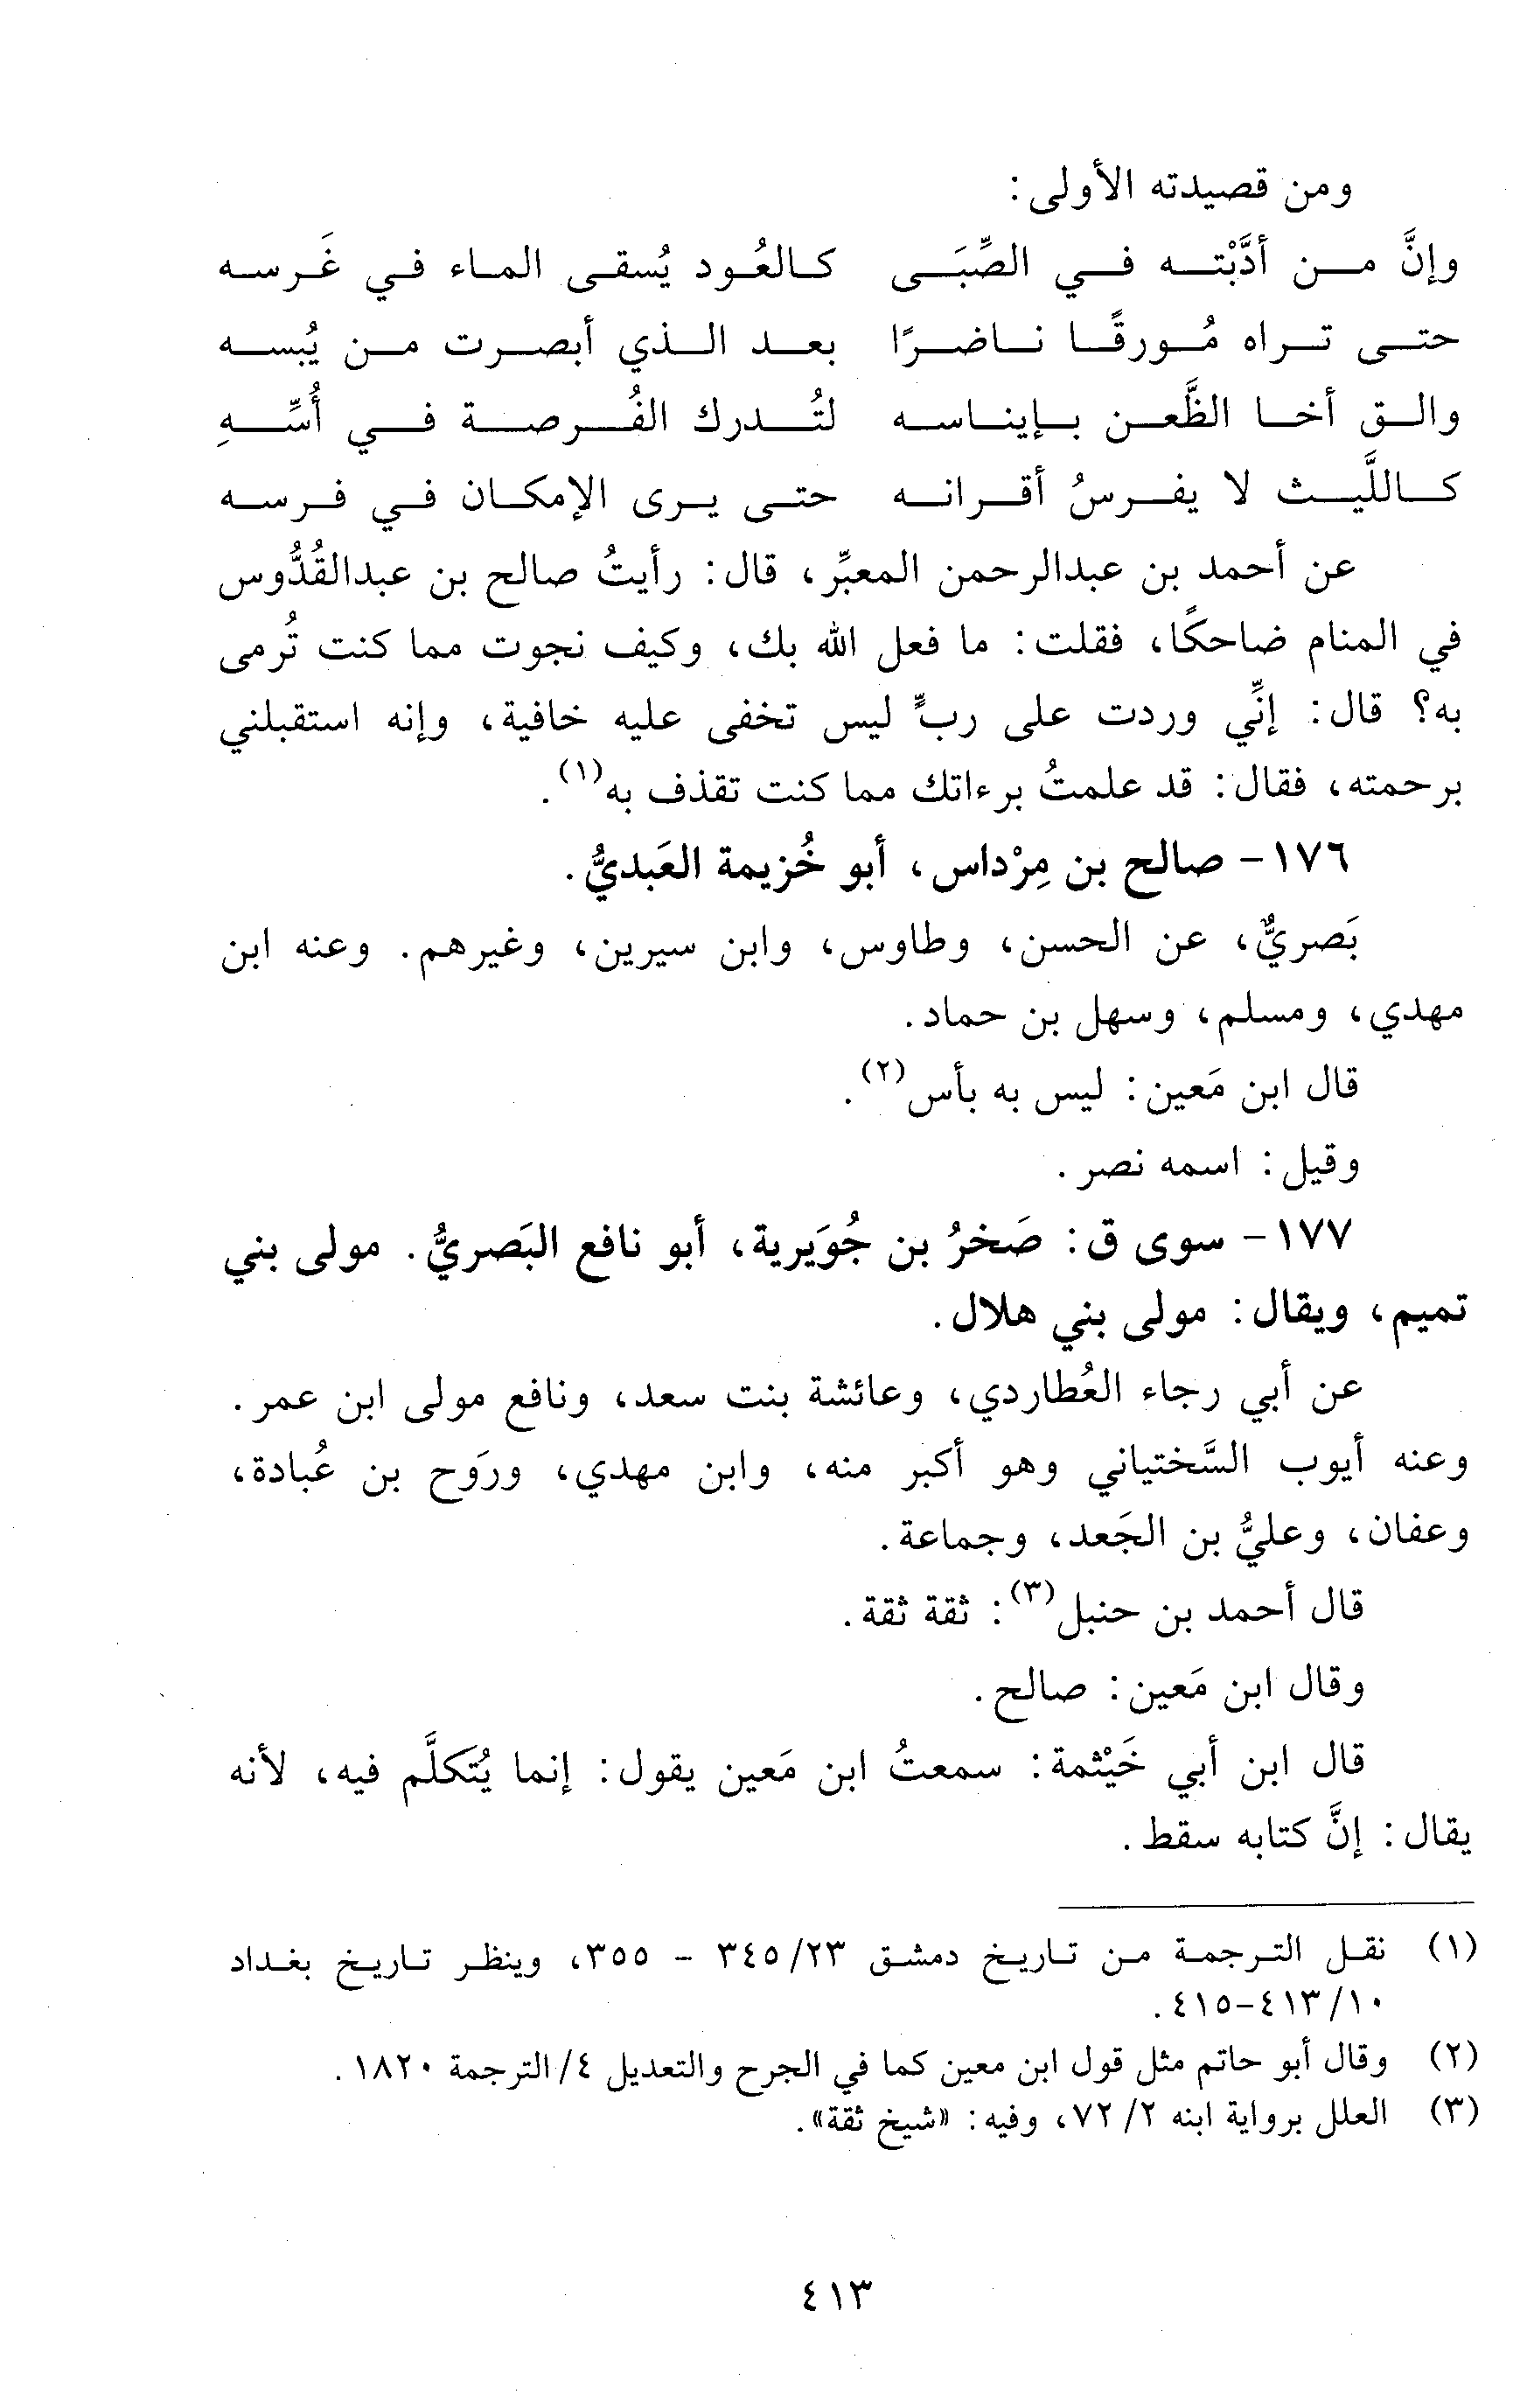 ومن قصيدته الأولى:
وإنَّ من أدَّبْته في الصِّبَى كالعُود يُسقى الماء في غَرسه
حتى تراه مُورقًا ناضرًا بعد الذي أبصرت من يُبسه
والق أخا الظَّعن بإيناسه لتُدرك الفُرصة في أُسِّهِ
كاللَّيث لا يفرسُ أقرانه حتى يرى الإمكان في فرسه
عن أحمد بن عبدالرحمن المعبِّر، قال: رأيتُ صالح بن عبدالقُدُّوس
في المنام ضاحكًا، فقلت: ما فعل الله بك، وكيف نجوت مما كنت تُرمى
به؟ قال: إنِّي وردت على ربٍّ ليس تخفى عليه خافية، وإنه استقبلني
برحمته، فقال: قد علمتُ برءاتك مما كنت تقذف به(١).
١٧٦- صالح بن مِرْداس، أبو خُزيمة العَبديُّ.
بَصريٌّ، عن الحسن، وطاوس، وابن سيرين، وغيرهم. وعنه ابن
مهدي، ومسلم، وسهل بن حماد.
قال ابن مَعين: ليس به بأس(٢).
وقيل: اسمه نصر.
١٧٧- سوى ق: صَخرُ بن جُوَيرية، أبو نافع البَصريُّ. مولى بني
تميم، ويقال: مولى بني هلال.
عن أبي رجاء العُطاردي، وعائشة بنت سعد، ونافع مولى ابن عمر.
وعنه أيوب السَّختياني وهو أكبر منه، وابن مهدي، ورَوح بن عُبادة،
وعفان، وعليُّ بن الجَعد، وجماعة.
قال أحمد بن حنبل(٣): ثقة ثقة.
وقال ابن مَعين: صالح.
قال ابن أبي خَيْثمة: سمعتُ ابن مَعين يقول: إنما يُتكلَّم فيه، لأنه
يقال: إنَّ كتابه سقط.
(١) نقل الترجمة من تاريخ دمشق ٢٣/٣٤٥ - ٣٥٥، وينظر تاريخ بغداد
١٠/٤١٣-٤١٥.
(٢) وقال أبو حاتم مثل قول ابن معين كما في الجرح والتعديل ٤/الترجمة ١٨٢٠.
(٣) العلل برواية ابنه ٢/٧٢، وفيه: «شيخ ثقة».
٤١٣